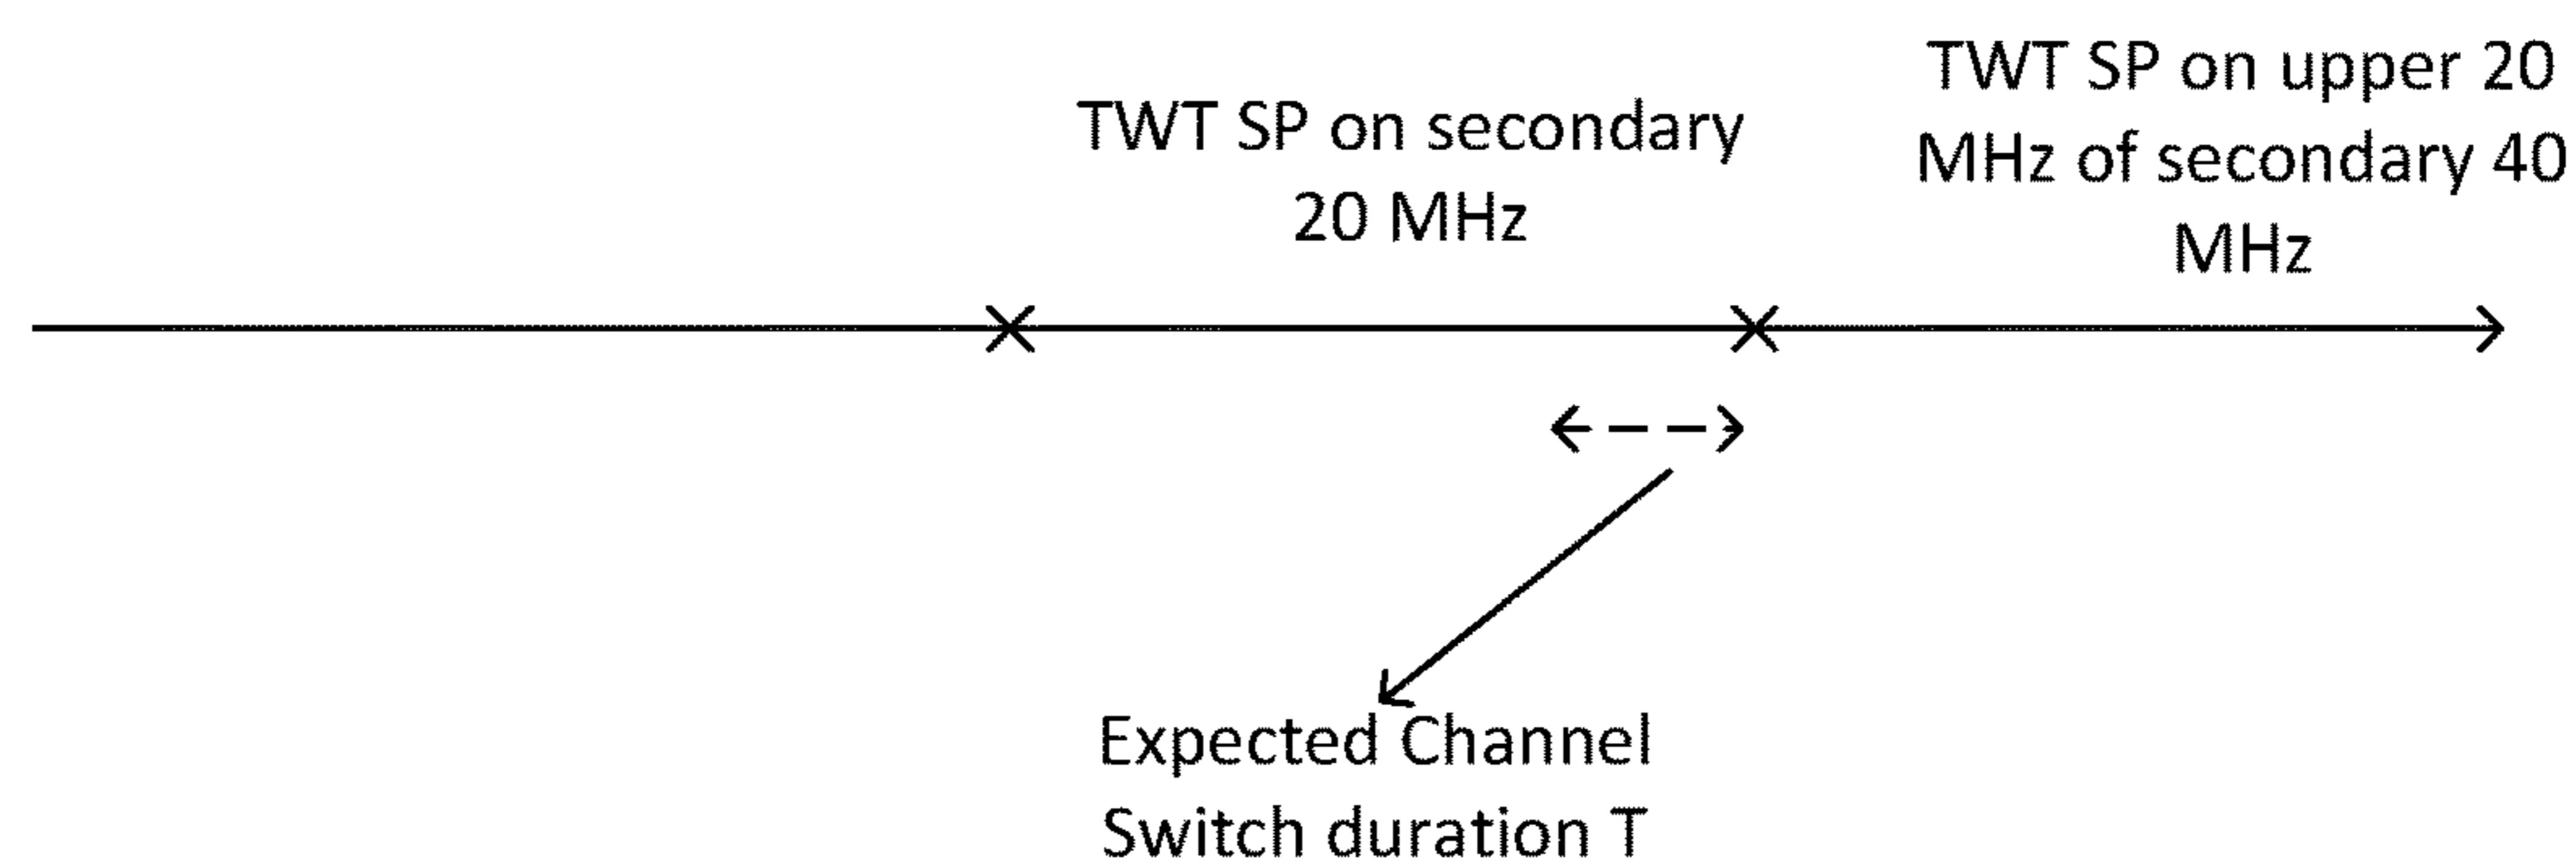 TWT SP on secondary
20 MHz
TWT SP on upper 20
MHz of secondary 40
MHz
Expected Channel
Switch duration T